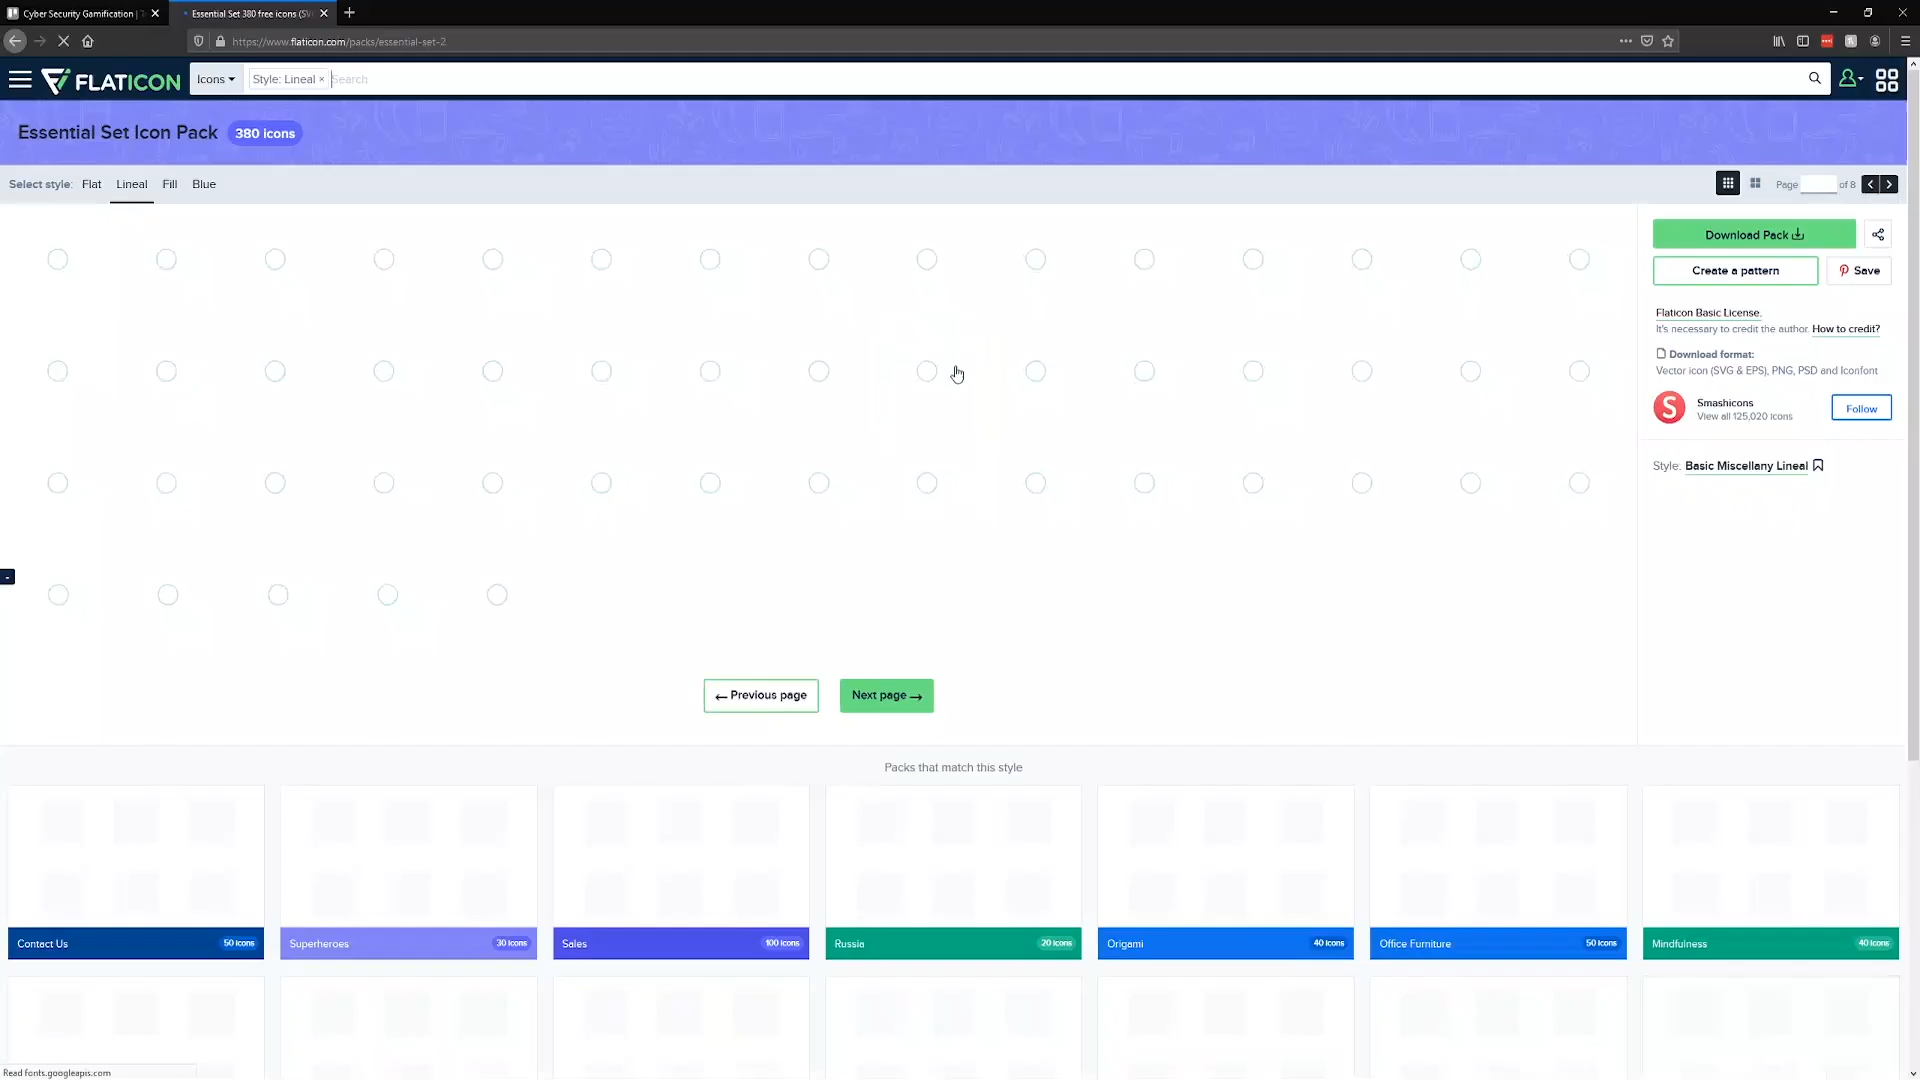 Cyber Security Gamification |
Essential Set 380 free icons (SV
https://www.flaticon.com/packs/essential-set-2
FLATICON
Icons
Style: Lineal ×
Search
Essential Set Icon Pack
380 icons
Select style: Flat Lineal Fill Blue
Page of 8
Download Pack
Create a pattern
Save
Flaticon Basic License.
It's necessary to credit the author. How to credit?
Download format:
Vector icon (SVG & EPS), PNG, PSD and Iconfont
S
Smashicons
View all 125,020 icons
Follow
Style: Basic Miscellany Lineal
← Previous page
Next page →
Packs that match this style
Contact Us 50 icons
Superheroes 30 icons
Sales 100 icons
Russia 20 icons
Origami 40 icons
Office Furniture 50 icons
Mindfulness 40 icons
Read fonts.googleapis.com